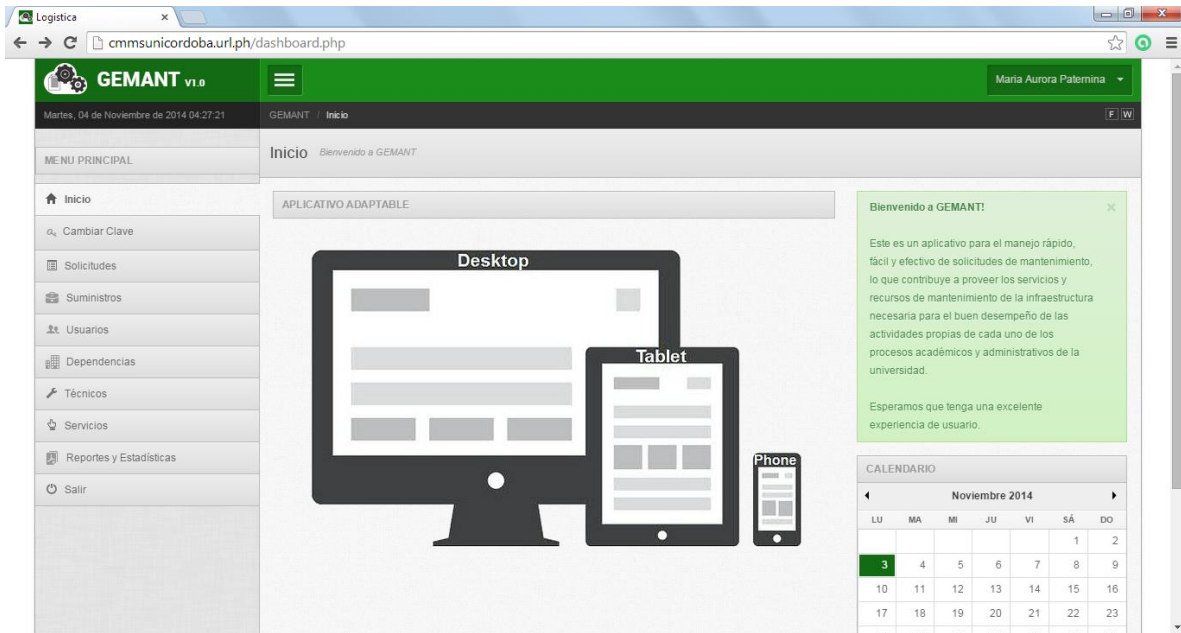 Logistica
cmmsunicordoba.url.ph/dashboard.php
GEMANT V1.0
Maria Aurora Paternina
Martes, 04 de Noviembre de 2014 04:27:21
GEMANT / Inicio
F W
MENU PRINCIPAL
Inicio
Cambiar Clave
Solicitudes
Suministros
Usuarios
Dependencias
Técnicos
Servicios
Reportes y Estadísticas
Salir
Inicio Bienvenido a GEMANT
APLICATIVO ADAPTABLE
Desktop
Tablet
Phone
Bienvenido a GEMANT!
Este es un aplicativo para el manejo rápido,
fácil y efectivo de solicitudes de mantenimiento,
lo que contribuye a proveer los servicios y
recursos de mantenimiento de la infraestructura
necesaria para el buen desempeño de las
actividades propias de cada uno de los
procesos académicos y administrativos de la
universidad.
Esperamos que tenga una excelente
experiencia de usuario.
CALENDARIO
Noviembre 2014
LU MA MI JU VI SÁ DO
1 2
3 4 5 6 7 8 9
10 11 12 13 14 15 16
17 18 19 20 21 22 23